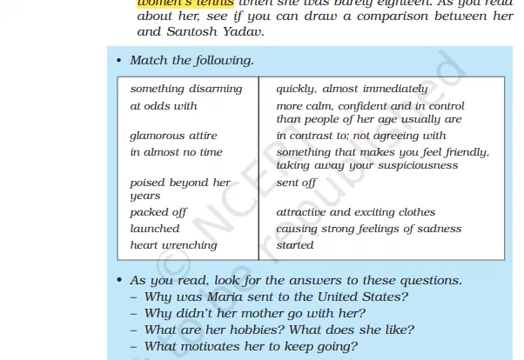 women's tennis when she was barely eighteen. As you read
about her, see if you can draw a comparison between her
and Santosh Yadav.
• Match the following.
something disarming quickly, almost immediately
at odds with more calm, confident and in control
than people of her age usually are
glamorous attire in contrast to; not agreeing with
in almost no time something that makes you feel friendly,
taking away your suspiciousness
poised beyond her sent off
years
packed off attractive and exciting clothes
launched causing strong feelings of sadness
heart wrenching started
• As you read, look for the answers to these questions.
– Why was Maria sent to the United States?
– Why didn't her mother go with her?
– What are her hobbies? What does she like?
– What motivates her to keep going?
© NCERT
not to be republished